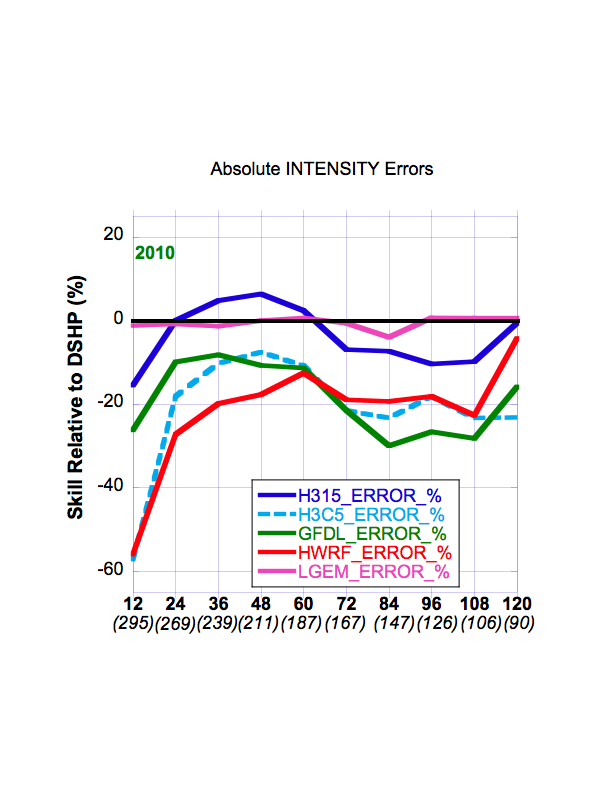 Absolute INTENSITY Errors
20
2010
0
-20
-40
-60
Skill Relative to DSHP (%)
H315_ERROR_%
H3C5_ERROR_%
GFDL_ERROR_%
HWRF_ERROR_%
LGEM_ERROR_%
12 24 36 48 60 72 84 96 108 120
(295) (269) (239) (211) (187) (167) (147) (126) (106) (90)